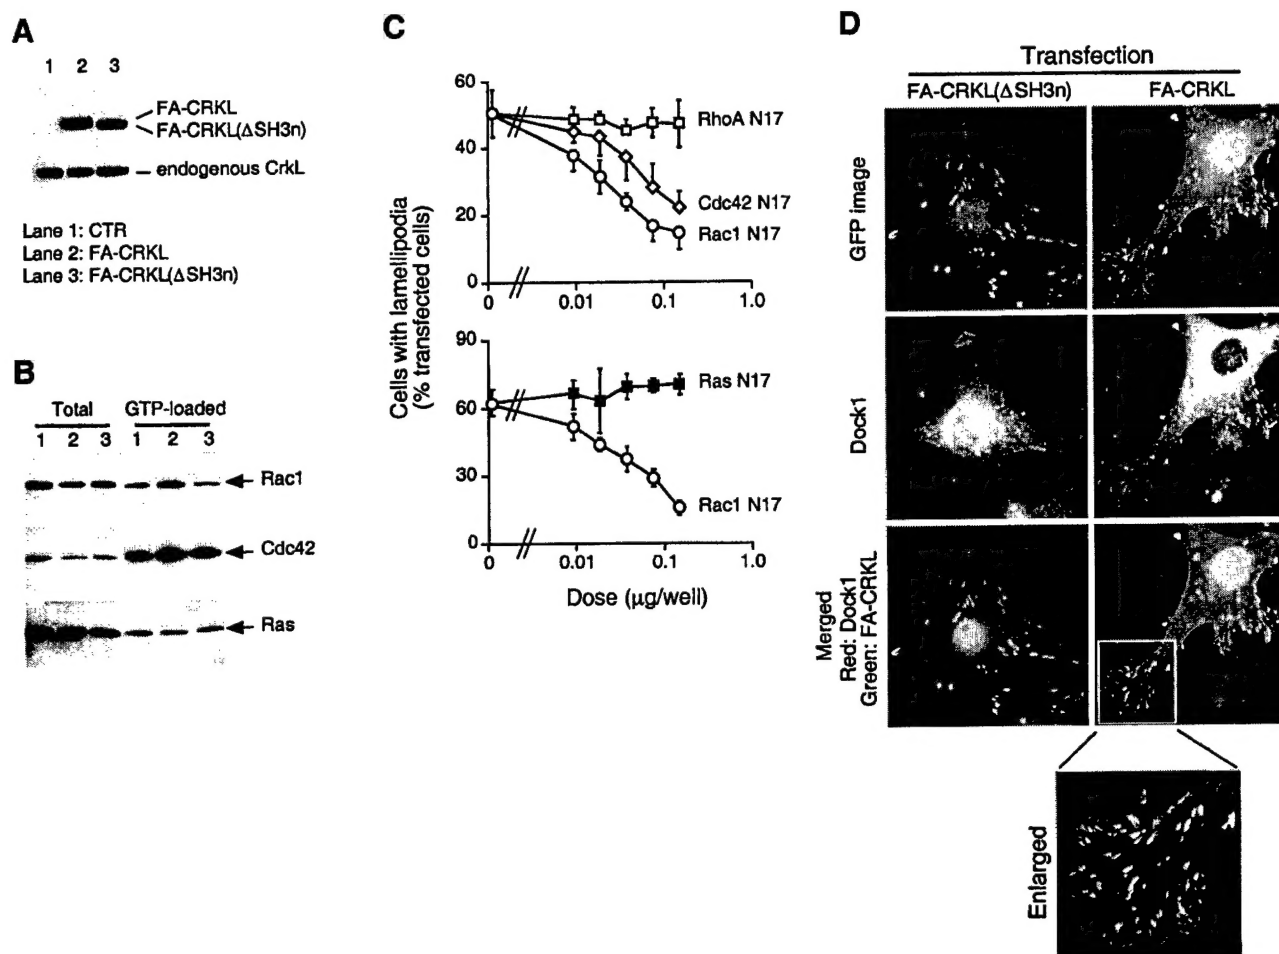 A
1 2 3
FA-CRKL
FA-CRKL(ΔSH3n)
endogenous CrkL
Lane 1: CTR
Lane 2: FA-CRKL
Lane 3: FA-CRKL(ΔSH3n)
B
Total GTP-loaded
1 2 3 1 2 3
Rac1
Cdc42
Ras
C
Cells with lamellipodia
(% transfected cells)
60
40
20
0
RhoA N17
Cdc42 N17
Rac1 N17
0 0.01 0.1 1.0
90
60
30
0
Ras N17
Rac1 N17
0 0.01 0.1 1.0
Dose (µg/well)
D
Transfection
FA-CRKL(ΔSH3n) FA-CRKL
GFP image
Dock1
Merged
Red: Dock1
Green: FA-CRKL
Enlarged